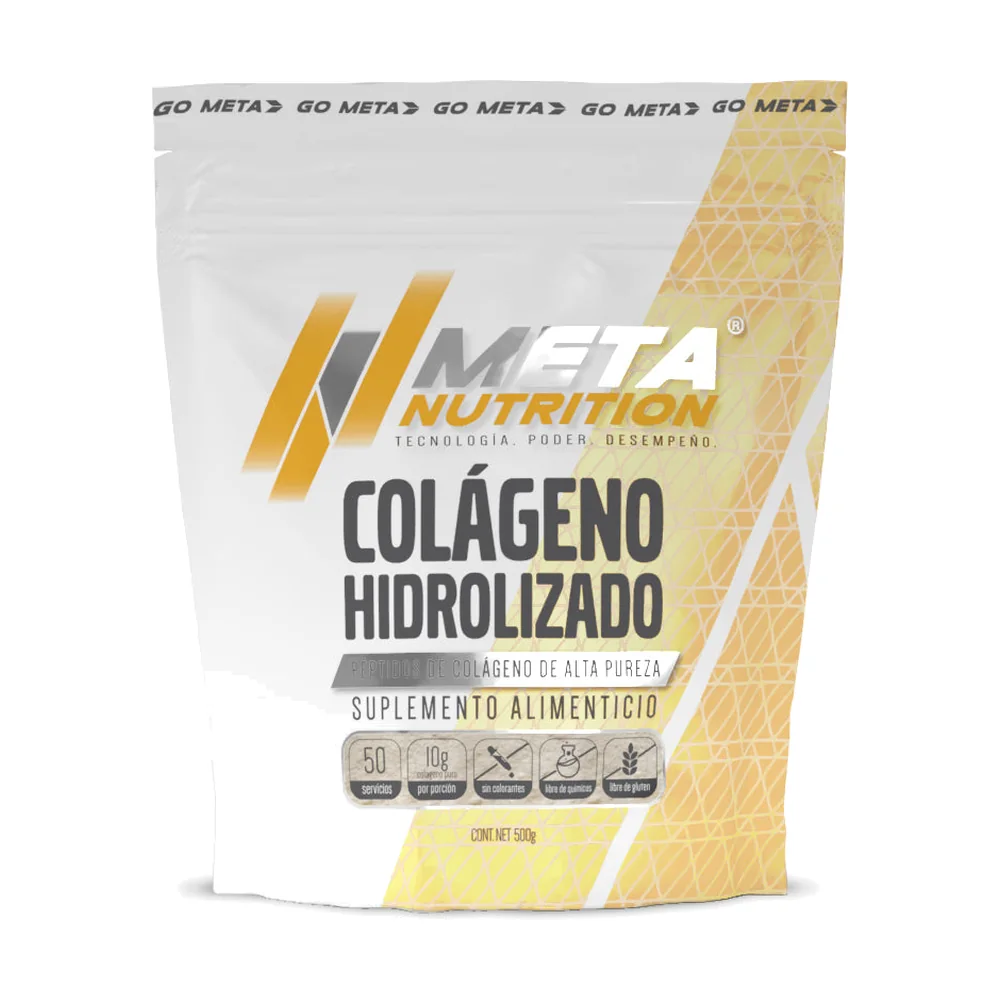 GO META GO META GO META GO META GO META
META ®
NUTRITION
TECNOLOGÍA. PODER. DESEMPEÑO.
COLÁGENO
HIDROLIZADO
PÉPTIDOS DE COLÁGENO DE ALTA PUREZA
SUPLEMENTO ALIMENTICIO
50
servicios
10g
colágeno puro
por porción
sin colorantes
libre de químicos
libre de gluten
CONT. NET 500g